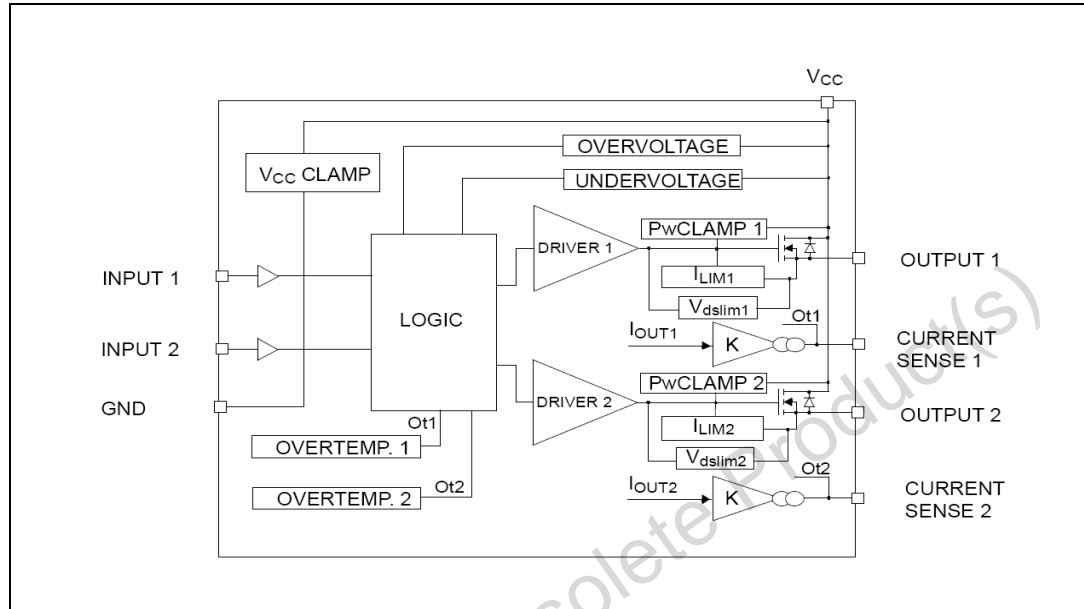 VCC
OVERVOLTAGE
VCC CLAMP
UNDERVOLTAGE
PwCLAMP 1
DRIVER 1
INPUT 1
OUTPUT 1
ILIM1
Vdslim1
LOGIC
Ot1
IOUT1
K
INPUT 2
CURRENT
SENSE 1
PwCLAMP 2
GND
DRIVER 2
OUTPUT 2
Ot1
ILIM2
OVERTEMP. 1
Vdslim2
Ot2
IOUT2
Ot2
OVERTEMP. 2
K
CURRENT
SENSE 2
solete Product(s)